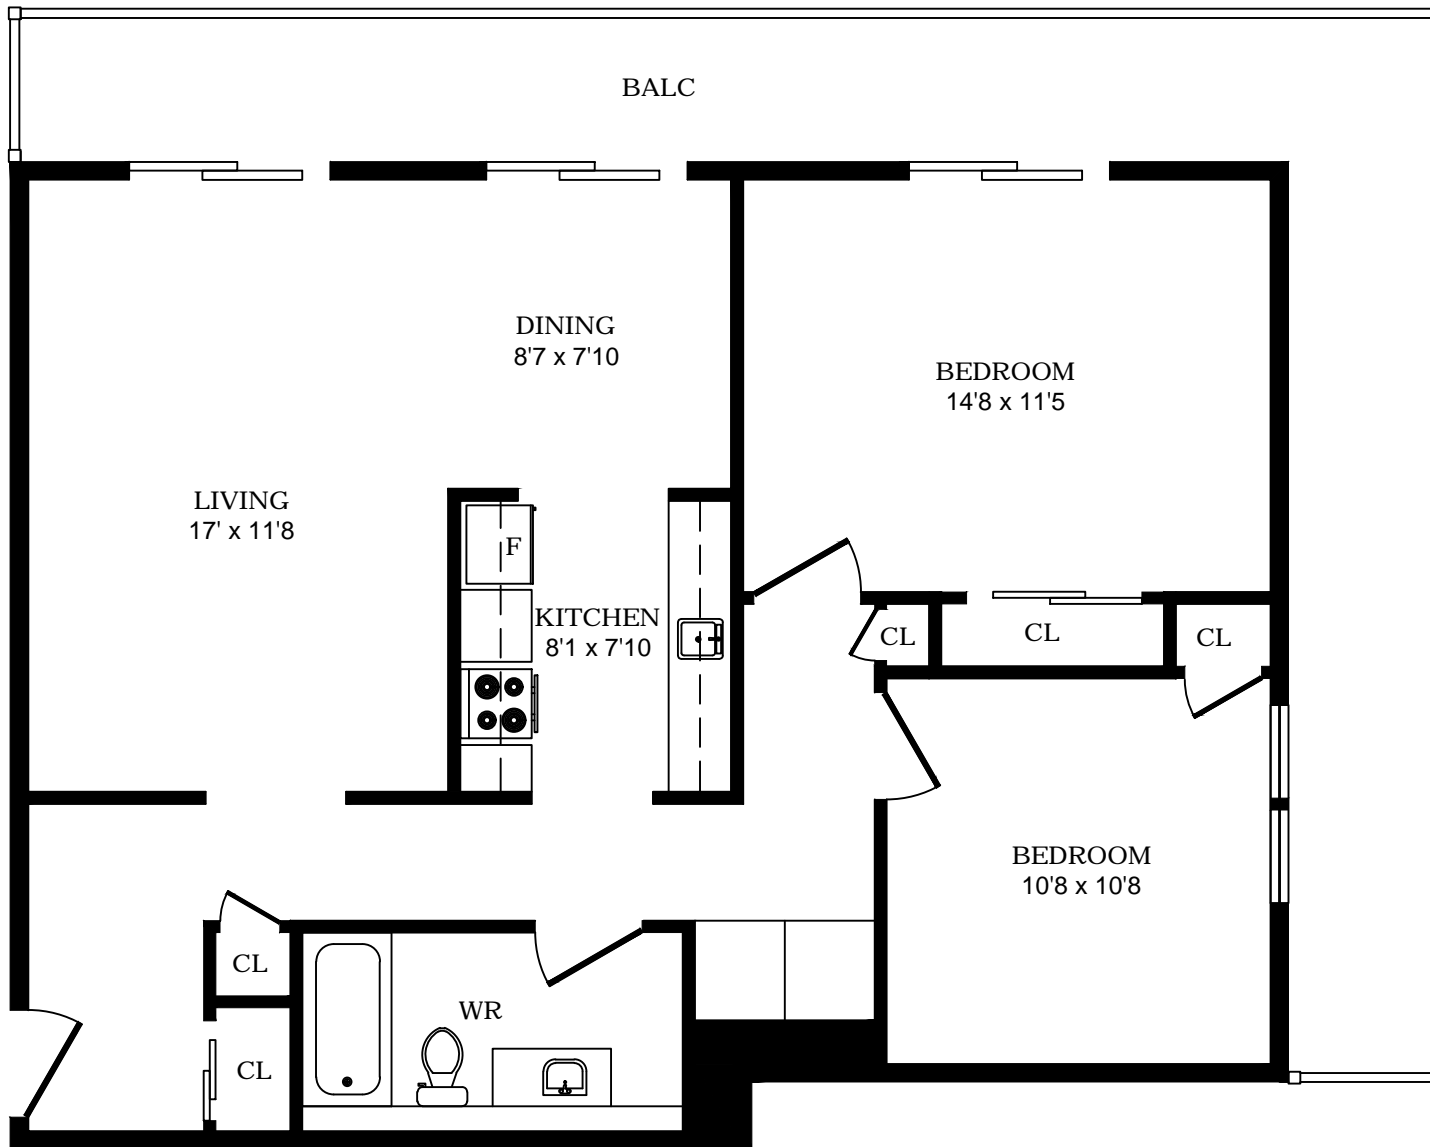 BALC
DINING
8'7 x 7'10
BEDROOM
14'8 x 11'5
LIVING
17' x 11'8
F
KITCHEN
8'1 x 7'10
CL
CL
CL
BEDROOM
10'8 x 10'8
CL
WR
CL